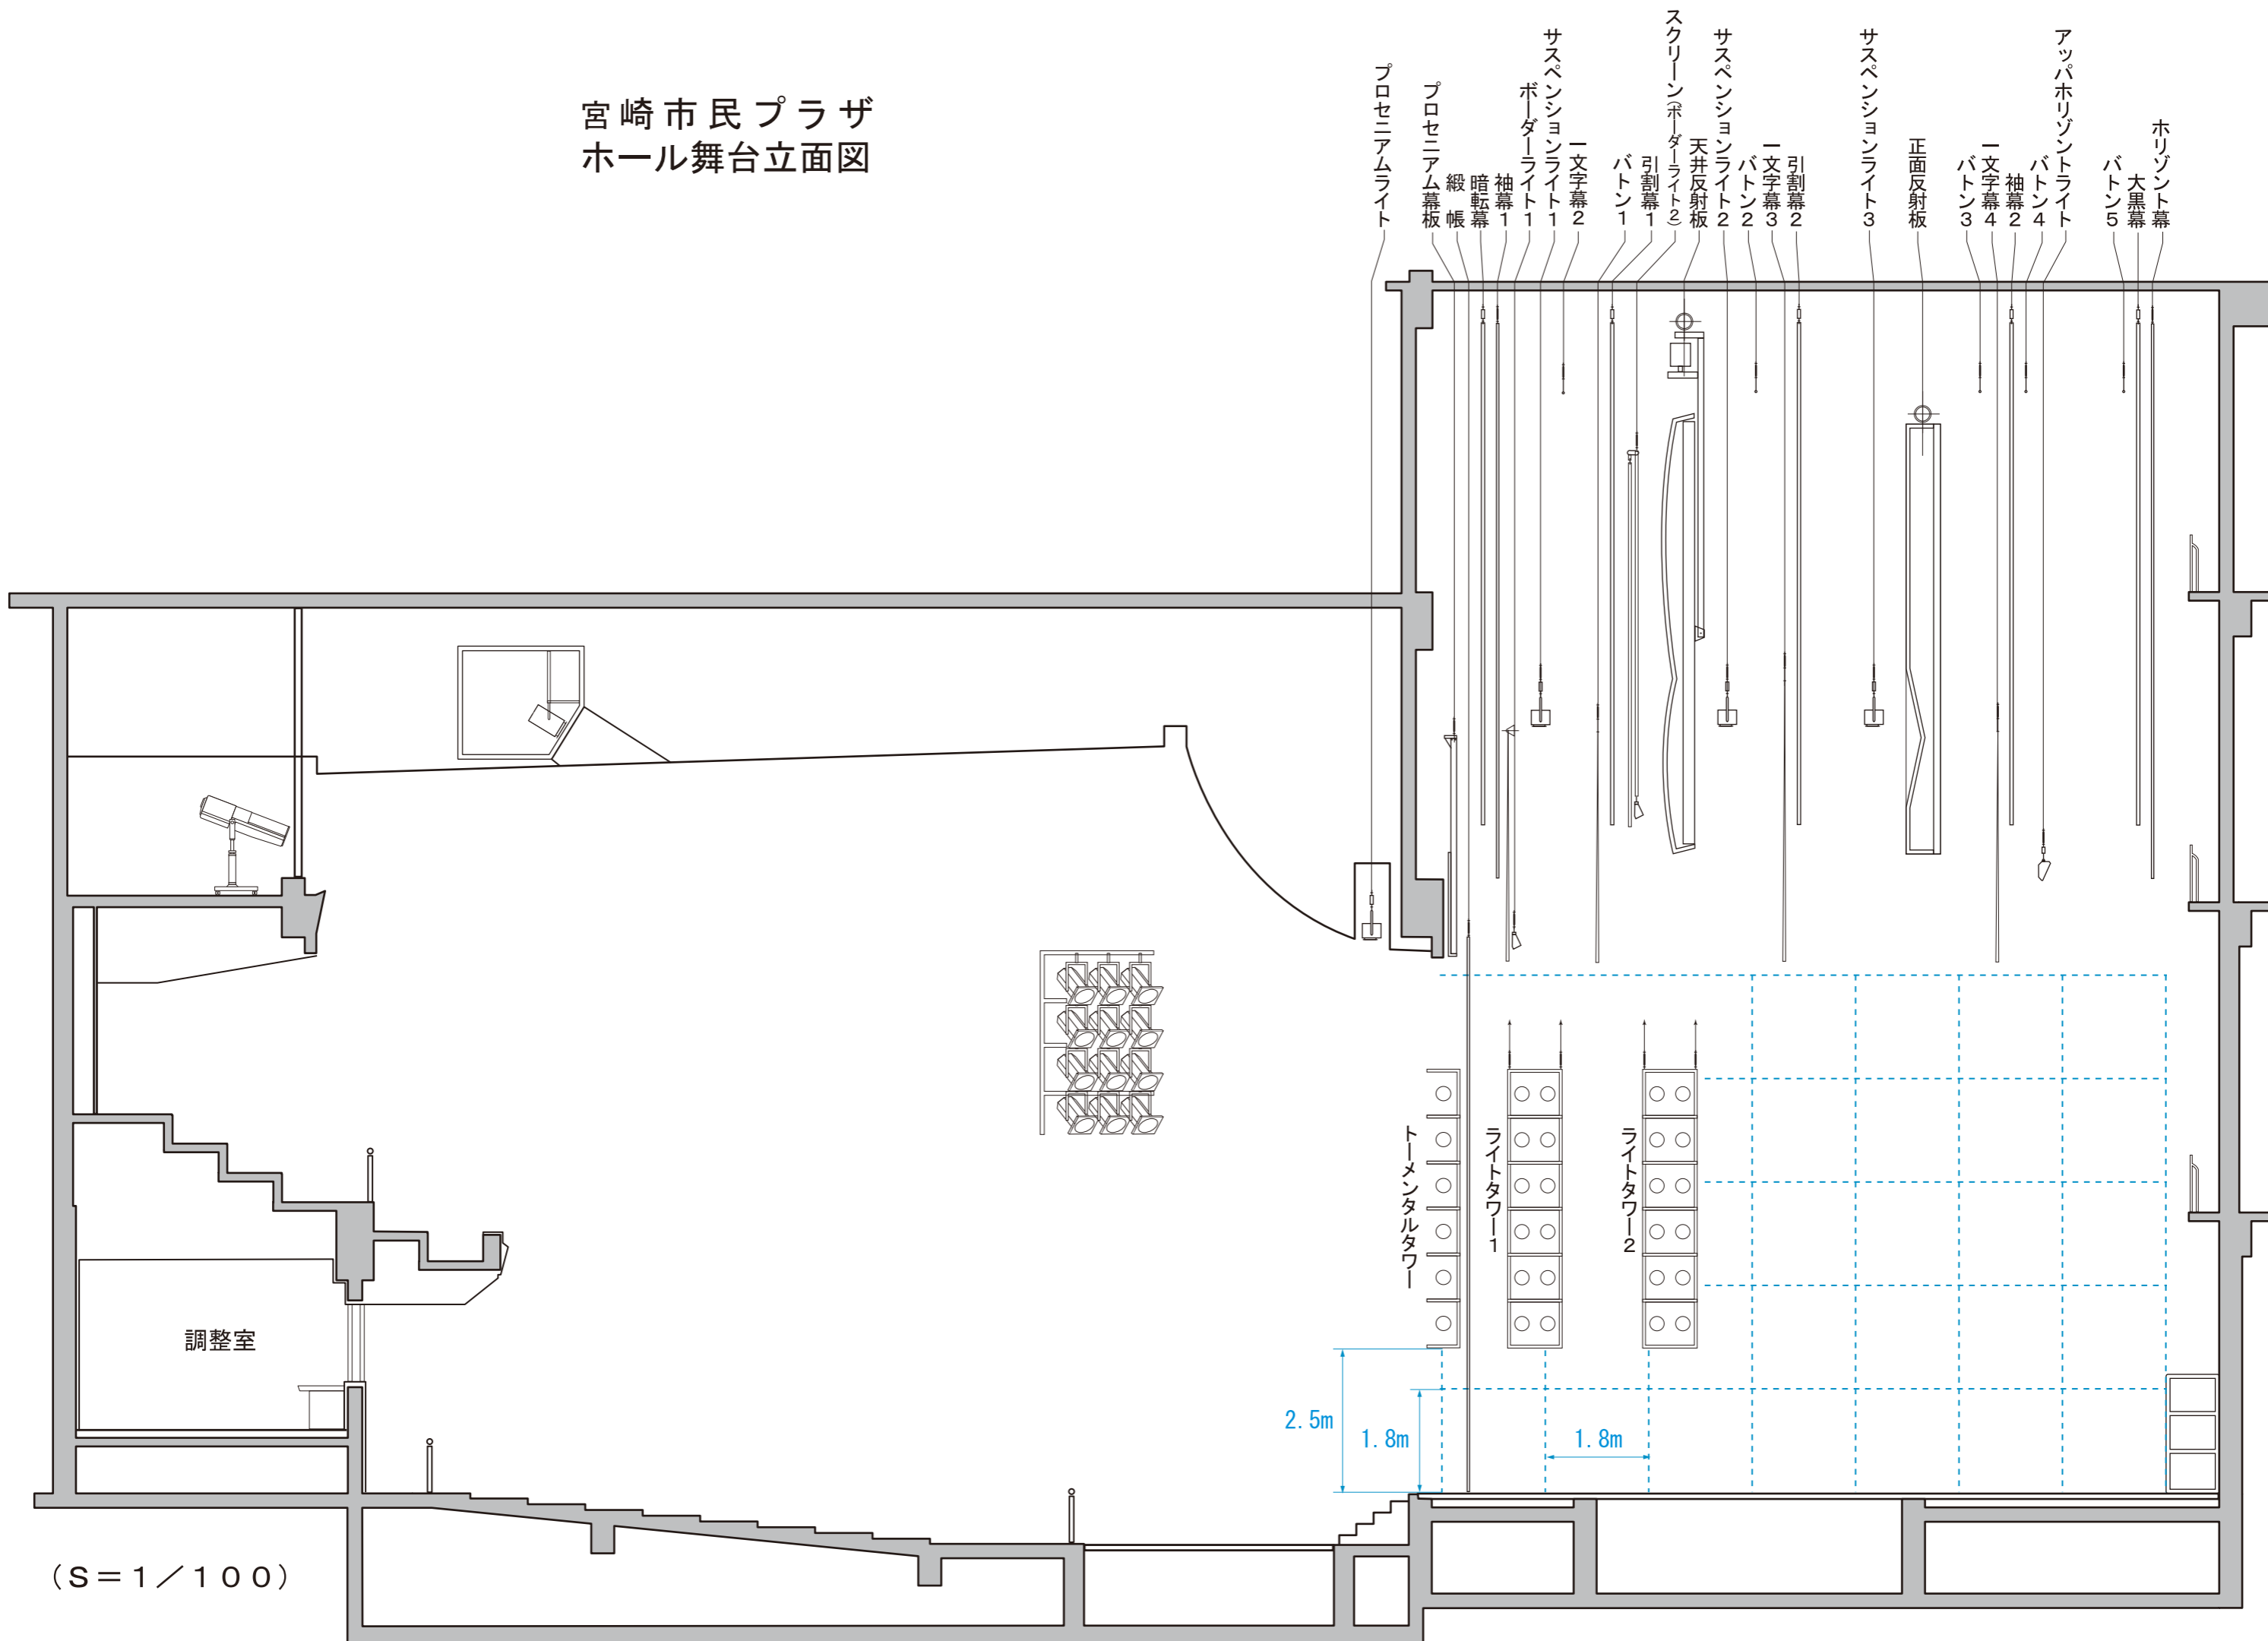 宮崎市民プラザ
ホール舞台立面図
プロセニアムライト
プロセニアム幕板
緞帳
暗転幕
袖幕1
ボーダーライト1
サスペンションライト1
一文字幕2
バトン1
引割幕1
スクリーン(ボーダーライト2)
天井反射板
サスペンションライト2
バトン2
一文字幕3
引割幕2
サスペンションライト3
正面反射板
バトン3
一文字幕4
袖幕2
バトン4
アッパホリゾントライト
バトン5
大黒幕
ホリゾント幕
トーメンタルタワー
ライトタワー1
ライトタワー2
調整室
2.5m
1.8m
1.8m
(S=1/100)